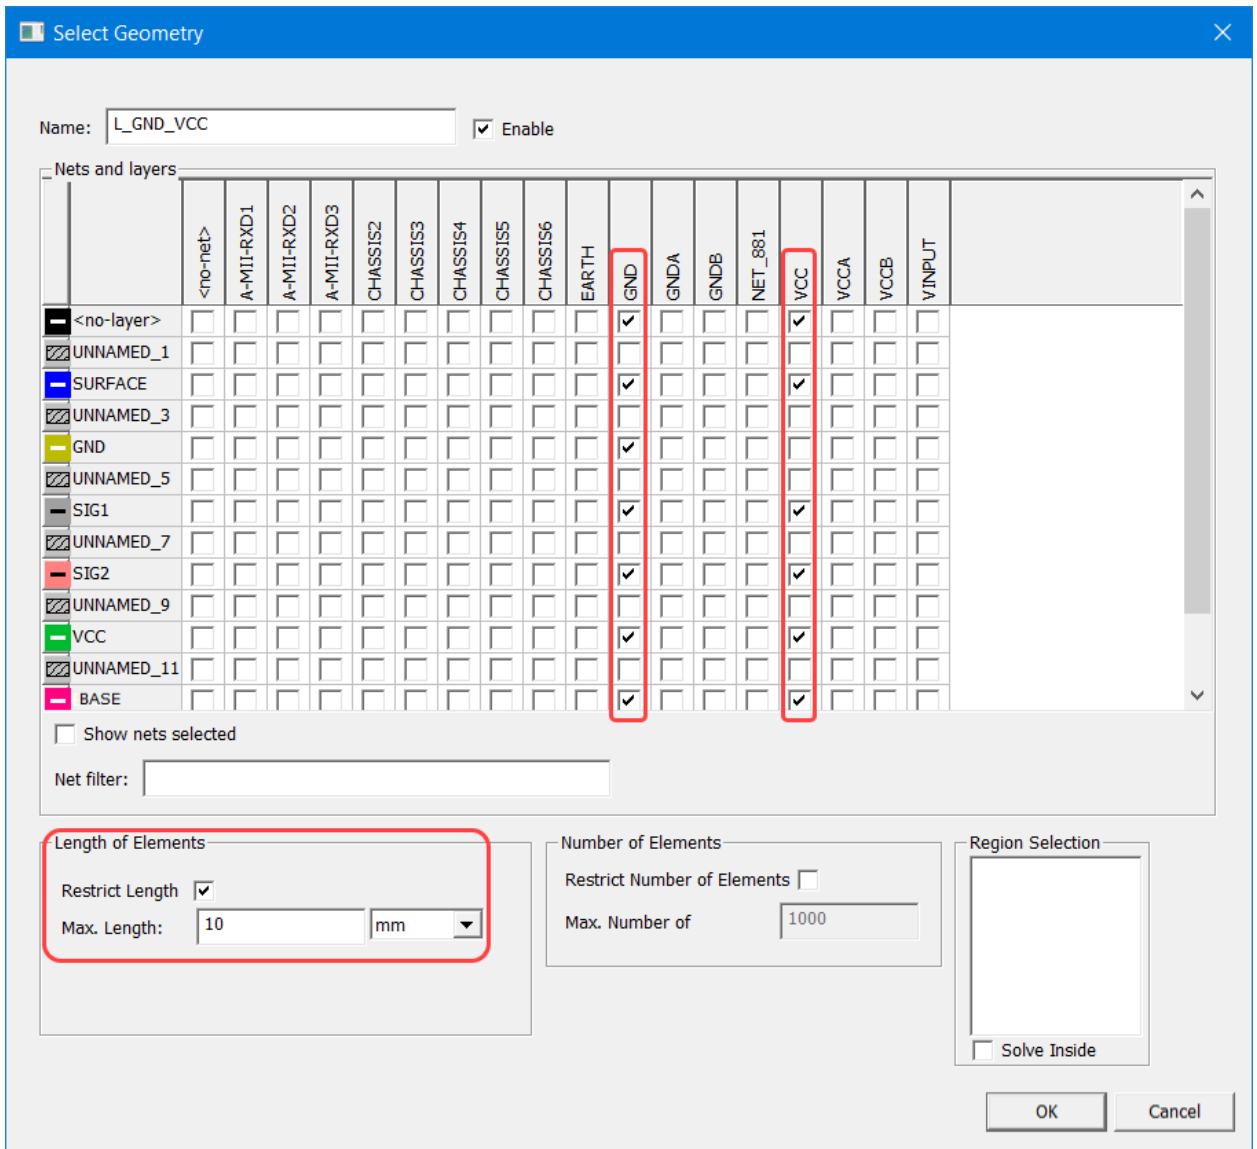 Select Geometry
Name: L_GND_VCC Enable
Nets and layers
<no-net> A-MII-RXD1 A-MII-RXD2 A-MII-RXD3 CHASSIS2 CHASSIS3 CHASSIS4 CHASSIS5 CHASSIS6 EARTH GND GNDA GNDB NET_881 VCC VCCA VCCB VINPUT
<no-layer>
UNNAMED_1
SURFACE
UNNAMED_3
GND
UNNAMED_5
SIG1
UNNAMED_7
SIG2
UNNAMED_9
VCC
UNNAMED_11
BASE
Show nets selected
Net filter:
Length of Elements
Restrict Length
Max. Length: 10 mm
Number of Elements
Restrict Number of Elements
Max. Number of 1000
Region Selection
Solve Inside
OK Cancel